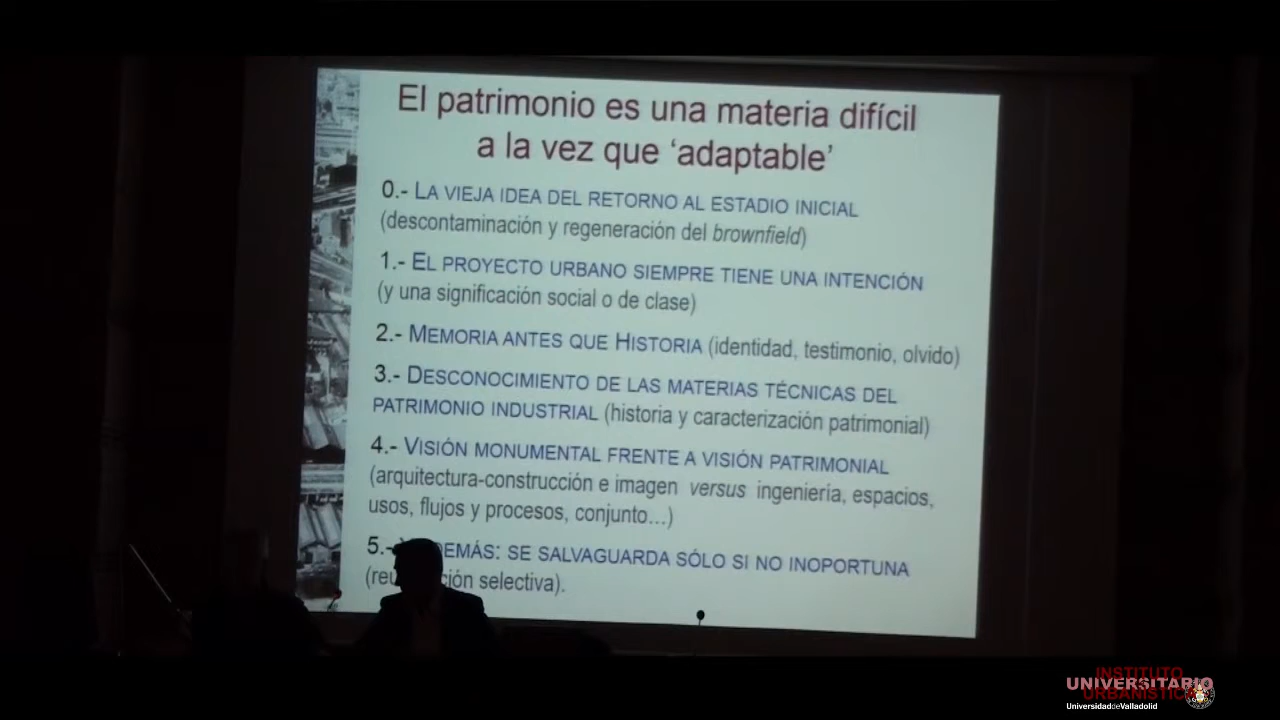 El patrimonio es una materia difícil
a la vez que ‘adaptable’
0.- LA VIEJA IDEA DEL RETORNO AL ESTADIO INICIAL
(descontaminación y regeneración del brownfield)
1.- EL PROYECTO URBANO SIEMPRE TIENE UNA INTENCIÓN
(y una significación social o de clase)
2.- MEMORIA ANTES QUE HISTORIA (identidad, testimonio, olvido)
3.- DESCONOCIMIENTO DE LAS MATERIAS TÉCNICAS DEL
PATRIMONIO INDUSTRIAL (historia y caracterización patrimonial)
4.- VISIÓN MONUMENTAL FRENTE A VISIÓN PATRIMONIAL
(arquitectura-construcción e imagen versus ingeniería, espacios,
usos, flujos y procesos, conjunto...)
5.- SE SALVAGUARDA SÓLO SI NO INOPORTUNA
selectiva).
INSTITUTO
UNIVERSITARIO
URBANÍSTICA
UniversidaddeValladolid